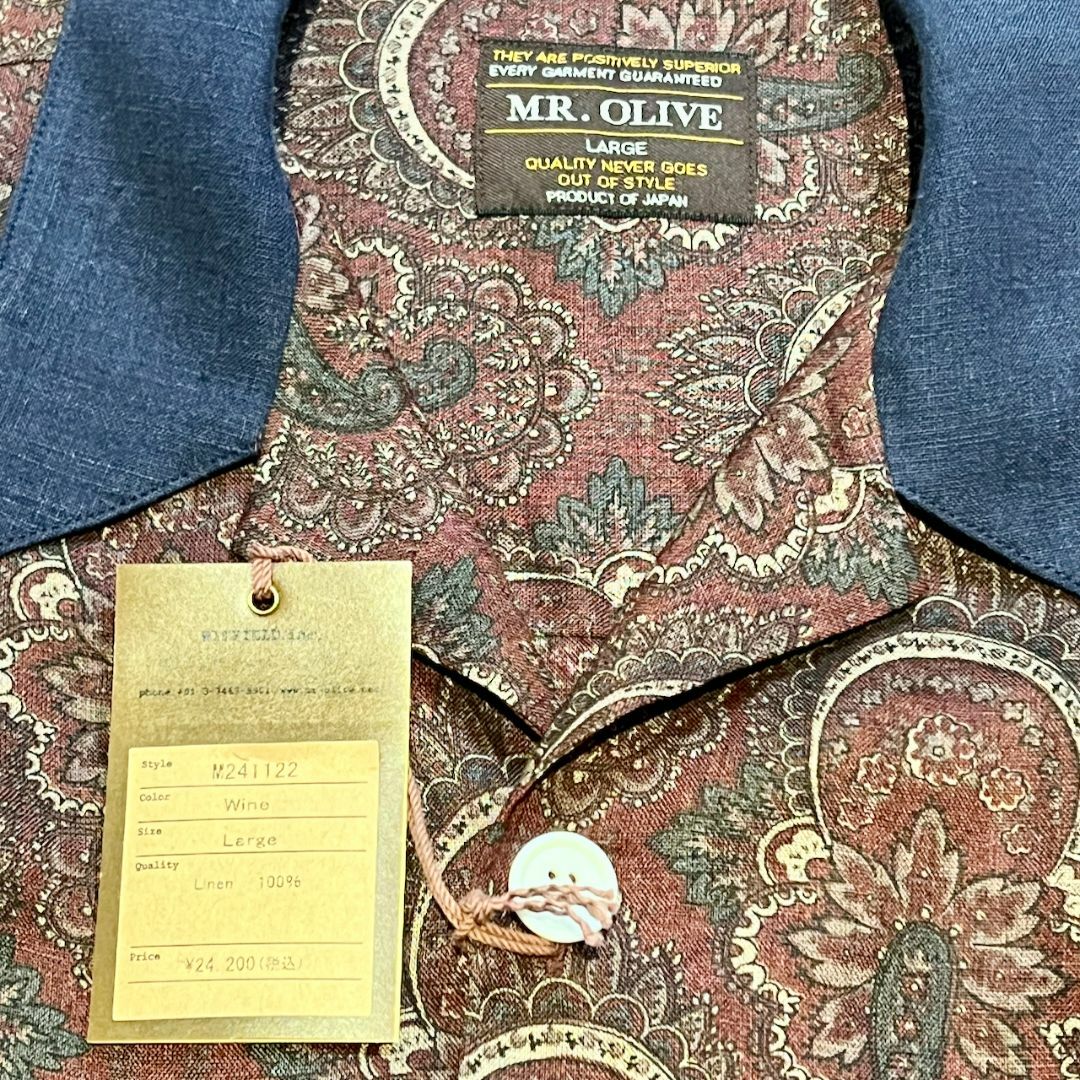 THEY ARE POSITIVELY SUPERIOR
EVERY GARMENT GUARANTEED
MR. OLIVE
LARGE
QUALITY NEVER GOES
OUT OF STYLE
PRODUCT OF JAPAN
phone
Style M241122
Color Wine
Size Large
Quality
Linen 100%
Price ¥24,200(税込)